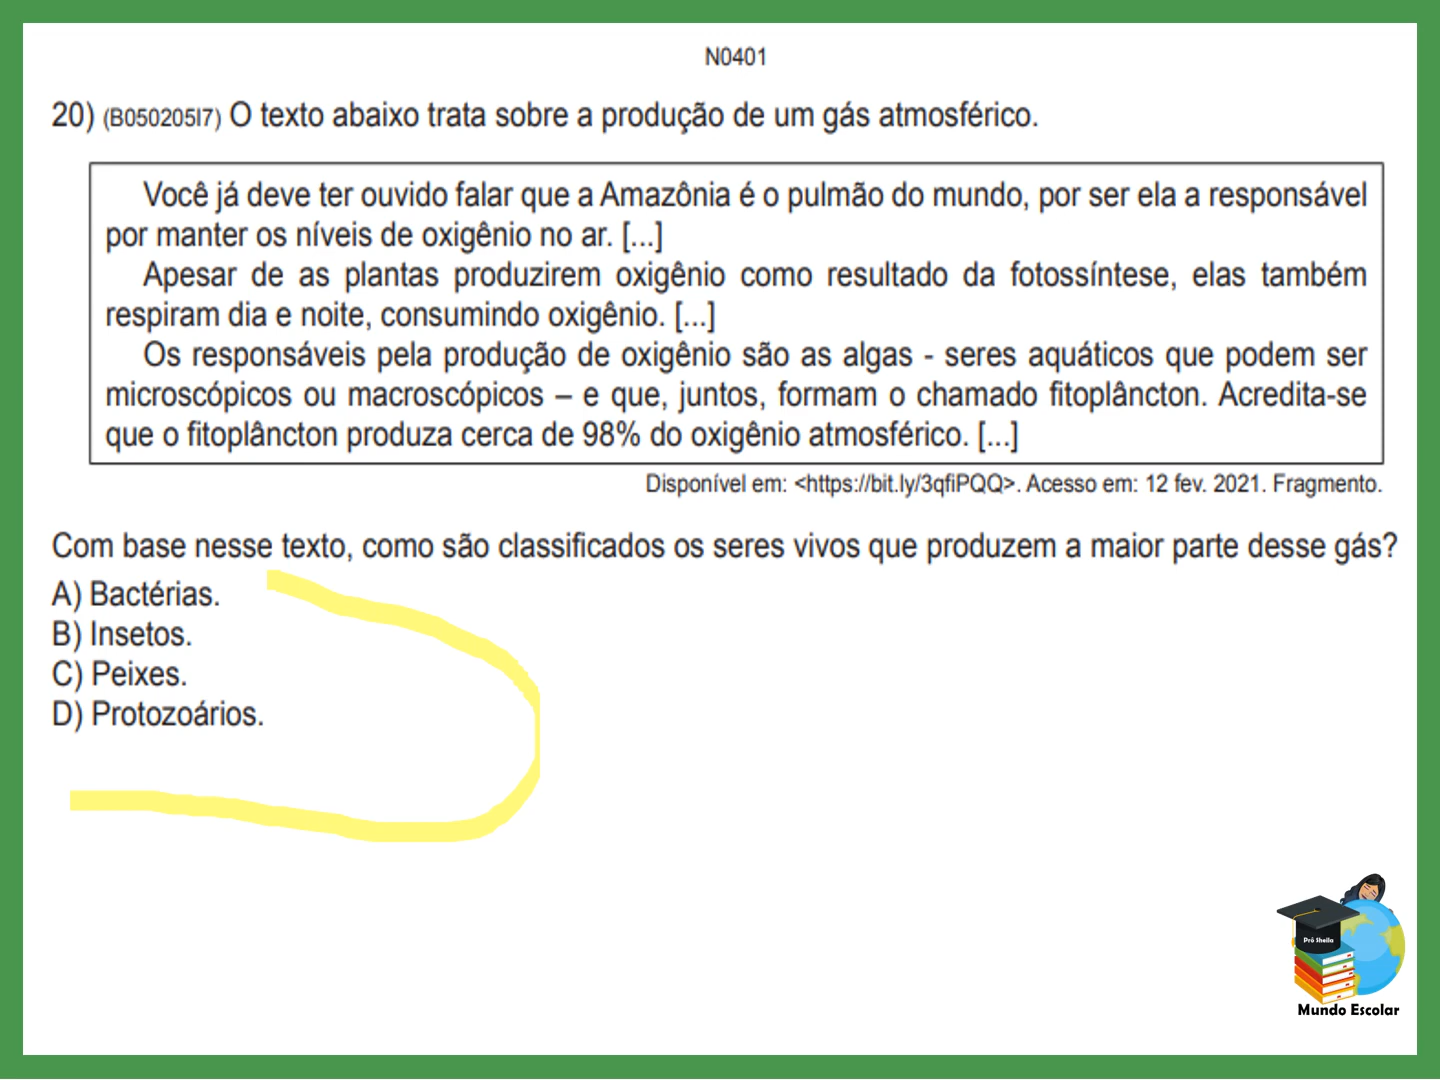 N0401
20) (B050205I7) O texto abaixo trata sobre a produção de um gás atmosférico.
Você já deve ter ouvido falar que a Amazônia é o pulmão do mundo, por ser ela a responsável
por manter os níveis de oxigênio no ar. [...]
Apesar de as plantas produzirem oxigênio como resultado da fotossíntese, elas também
respiram dia e noite, consumindo oxigênio. [...]
Os responsáveis pela produção de oxigênio são as algas - seres aquáticos que podem ser
microscópicos ou macroscópicos – e que, juntos, formam o chamado fitoplâncton. Acredita-se
que o fitoplâncton produza cerca de 98% do oxigênio atmosférico. [...]
Disponível em: <https://bit.ly/3qfiPQQ>. Acesso em: 12 fev. 2021. Fragmento.
Com base nesse texto, como são classificados os seres vivos que produzem a maior parte desse gás?
A) Bactérias.
B) Insetos.
C) Peixes.
D) Protozoários.
Pró Sheila
Mundo Escolar